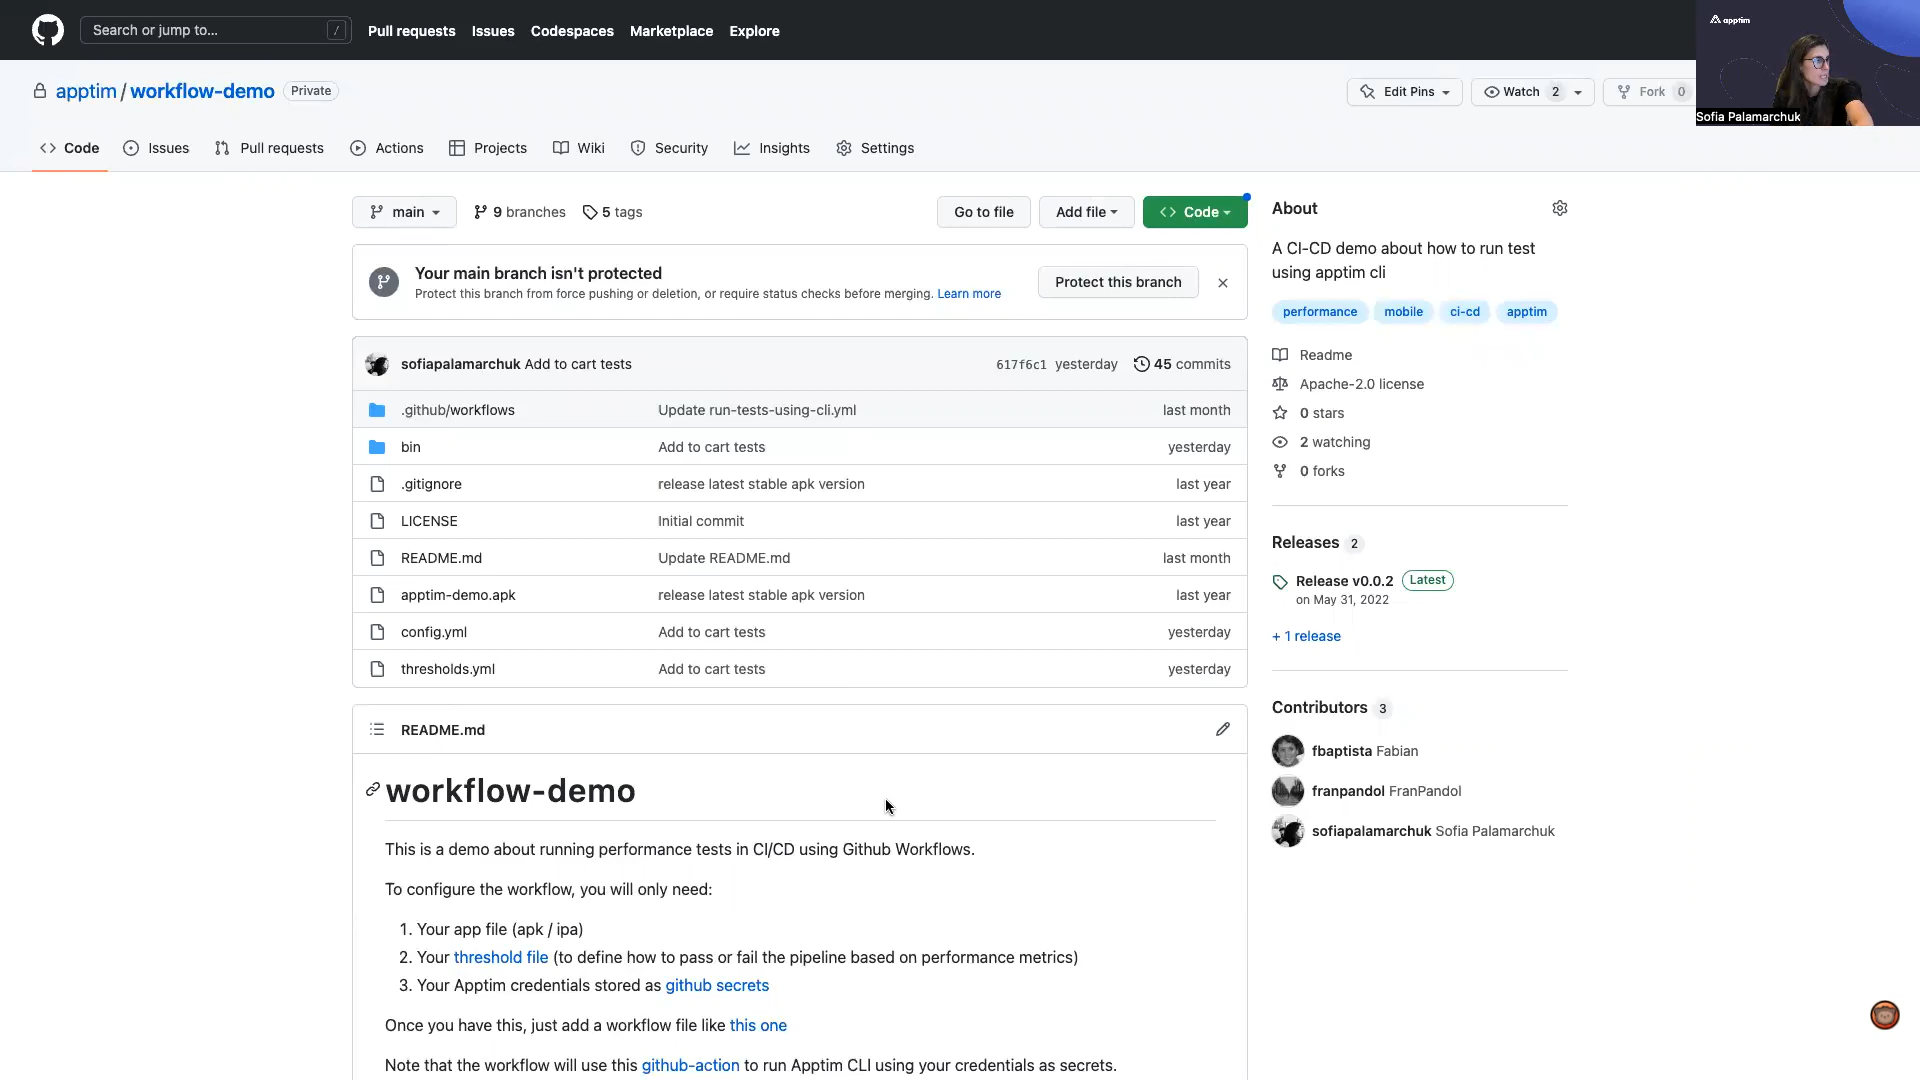 Search or jump to... /
Pull requests Issues Codespaces Marketplace Explore
apptim
Sofia Palamarchuk
apptim / workflow-demo Private
Edit Pins Watch 2 Fork 0
Code Issues Pull requests Actions Projects Wiki Security Insights Settings
main 9 branches 5 tags
Go to file Add file Code
Your main branch isn't protected
Protect this branch from force pushing or deletion, or require status checks before merging. Learn more
Protect this branch
sofiapalamarchuk Add to cart tests 617f6c1 yesterday 45 commits
.github/workflows Update run-tests-using-cli.yml last month
bin Add to cart tests yesterday
.gitignore release latest stable apk version last year
LICENSE Initial commit last year
README.md Update README.md last month
apptim-demo.apk release latest stable apk version last year
config.yml Add to cart tests yesterday
thresholds.yml Add to cart tests yesterday
README.md
workflow-demo
This is a demo about running performance tests in CI/CD using Github Workflows.
To configure the workflow, you will only need:
1. Your app file (apk / ipa)
2. Your threshold file (to define how to pass or fail the pipeline based on performance metrics)
3. Your Apptim credentials stored as github secrets
Once you have this, just add a workflow file like this one
Note that the workflow will use this github-action to run Apptim CLI using your credentials as secrets.
About
A CI-CD demo about how to run test
using apptim cli
performance mobile ci-cd apptim
Readme
Apache-2.0 license
0 stars
2 watching
0 forks
Releases 2
Release v0.0.2 Latest
on May 31, 2022
+ 1 release
Contributors 3
fbaptista Fabian
franpandol FranPandol
sofiapalamarchuk Sofia Palamarchuk